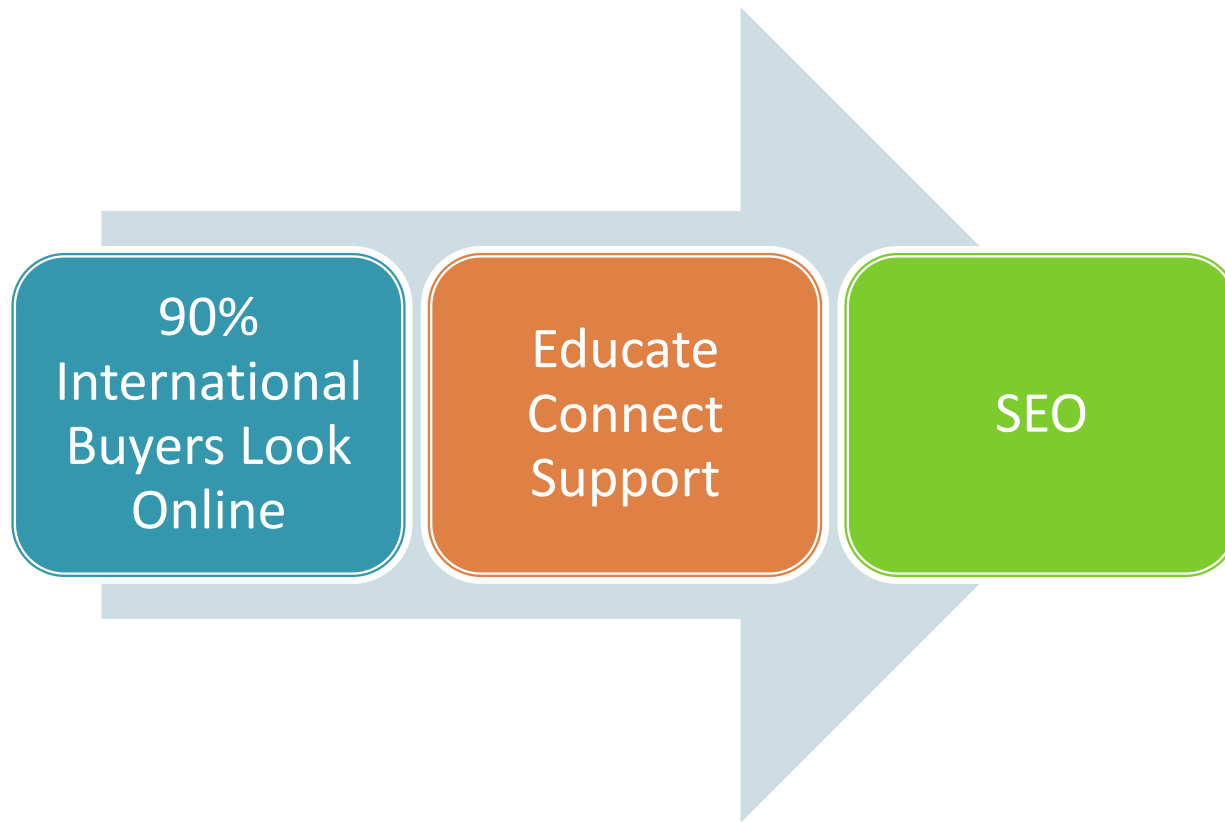 90%
International
Buyers Look
Online
Educate
Connect
Support
SEO